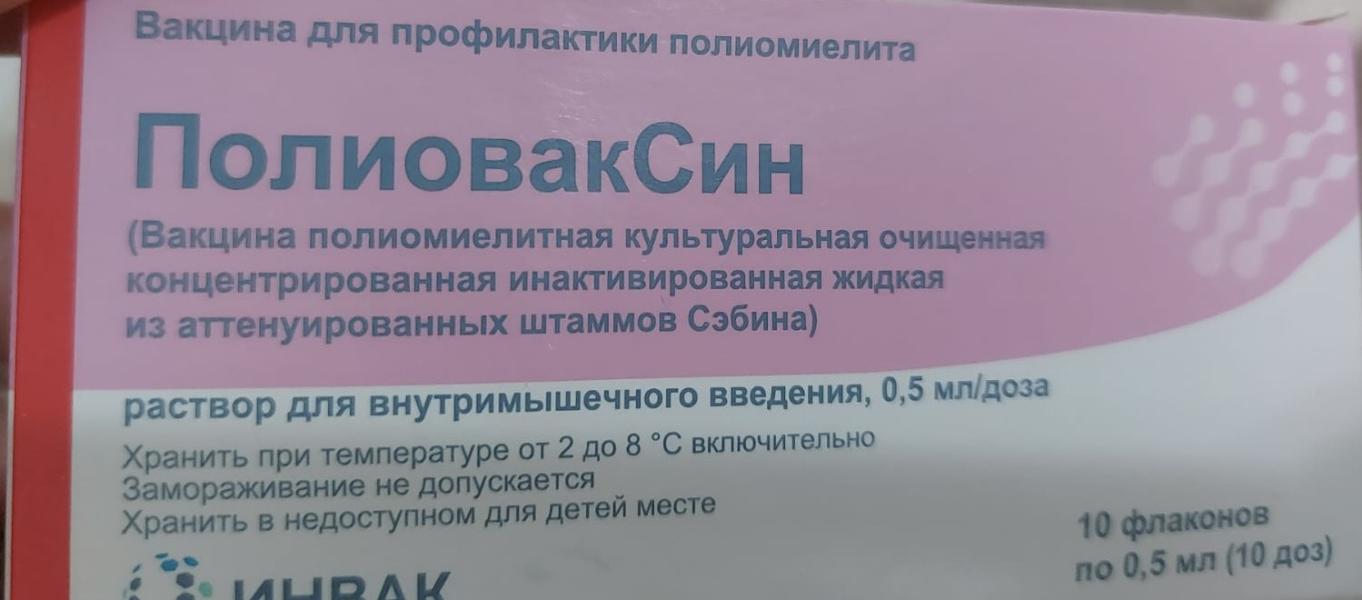 Вакцина для профилактики полиомиелита
ПолиовакСин
(Вакцина полиомиелитная культуральная очищенная
концентрированная инактивированная жидкая
из аттенуированных штаммов Сэбина)
раствор для внутримышечного введения, 0,5 мл/доза
Хранить при температуре от 2 до 8 °C включительно
Замораживание не допускается
Хранить в недоступном для детей месте
10 флаконов
по 0,5 мл (10 доз)
ИНВАК